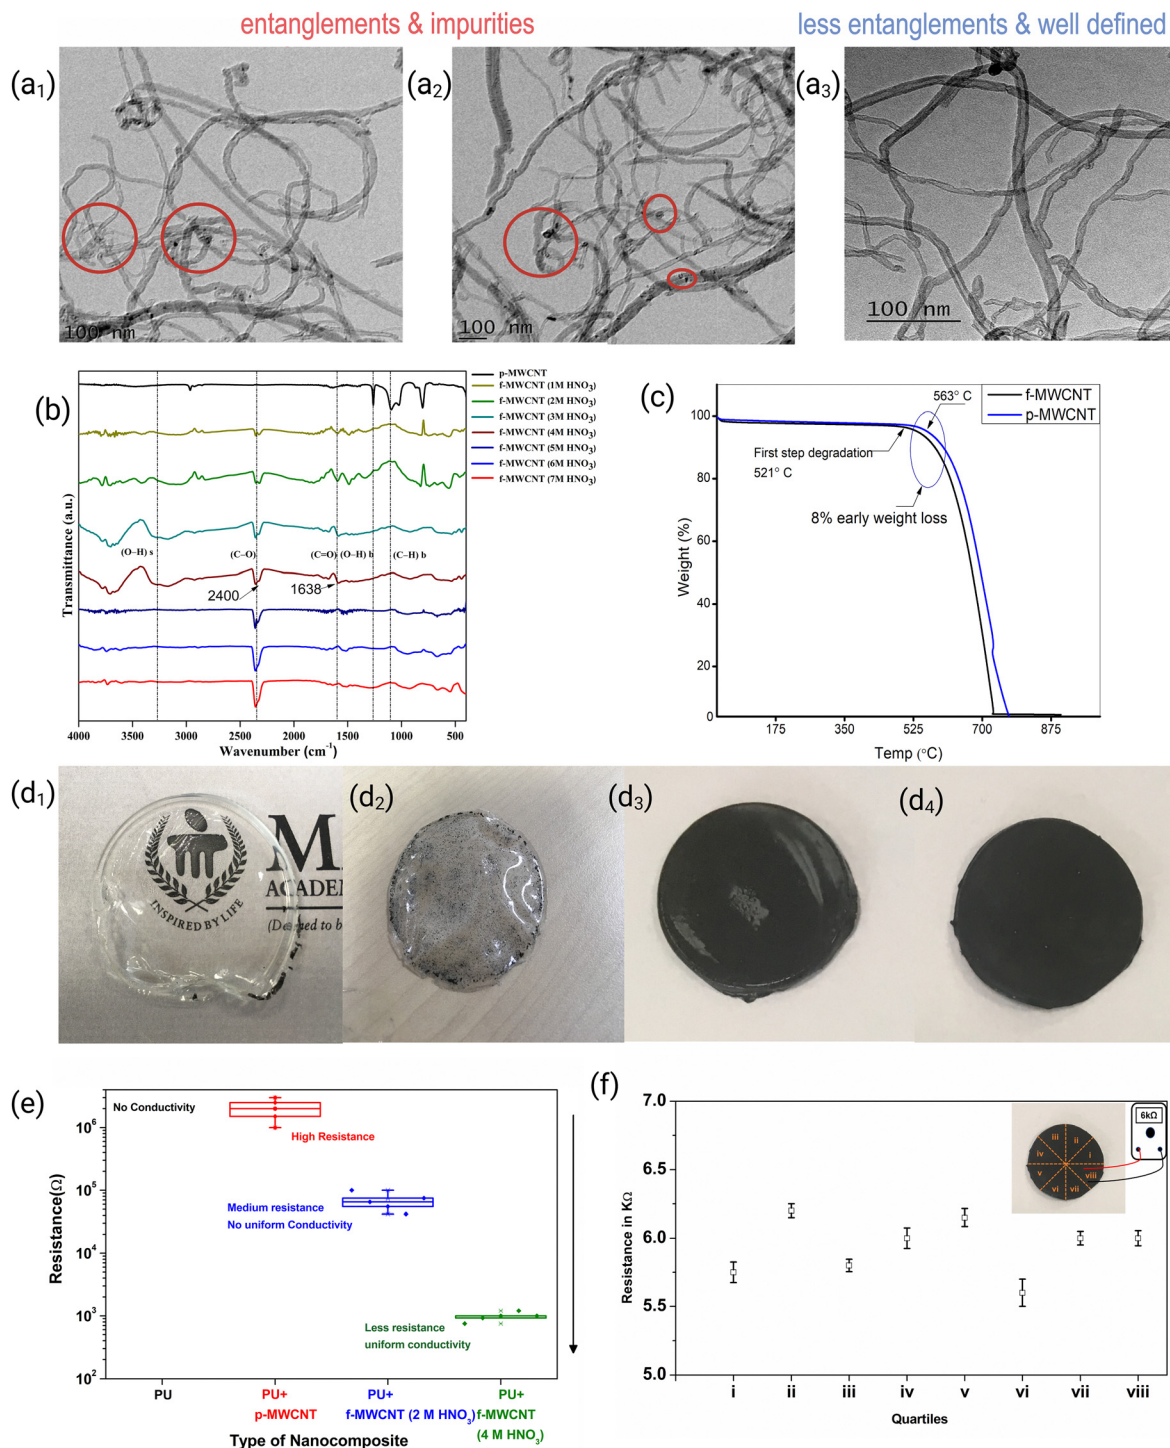 entanglements & impurities
less entanglements & well defined
(a1)
(a2)
(a3)
100 nm
100 nm
100 nm
(b)
p-MWCNT
f-MWCNT (1M HNO3)
f-MWCNT (2M HNO3)
f-MWCNT (3M HNO3)
f-MWCNT (4M HNO3)
f-MWCNT (5M HNO3)
f-MWCNT (6M HNO3)
f-MWCNT (7M HNO3)
(O–H) s
(C–O)
(C=O)
(O–H) b
(C–H) b
2400
1638
Transmittance (a.u.)
4000
3500
3000
2500
2000
1500
1000
500
Wavenumber (cm-1)
(c)
f-MWCNT
p-MWCNT
563° C
First step degradation
521° C
8% early weight loss
Weight (%)
100
80
60
40
20
0
175
350
525
700
875
Temp (°C)
(d1)
(d2)
(d3)
(d4)
INSPIRED BY LIFE
M
ACADE
(e)
No Conductivity
High Resistance
Medium resistance
No uniform Conductivity
Less resistance
uniform conductivity
Resistance(Ω)
10^6
10^5
10^4
10^3
10^2
PU
PU+
p-MWCNT
PU+
f-MWCNT (2 M HNO3)
PU+
f-MWCNT
(4 M HNO3)
Type of Nanocomposite
(f)
Resistance in KΩ
7.0
6.5
6.0
5.5
5.0
6kΩ
i
ii
iii
iv
v
vi
vii
viii
i
ii
iii
iv
v
vi
vii
viii
Quartiles